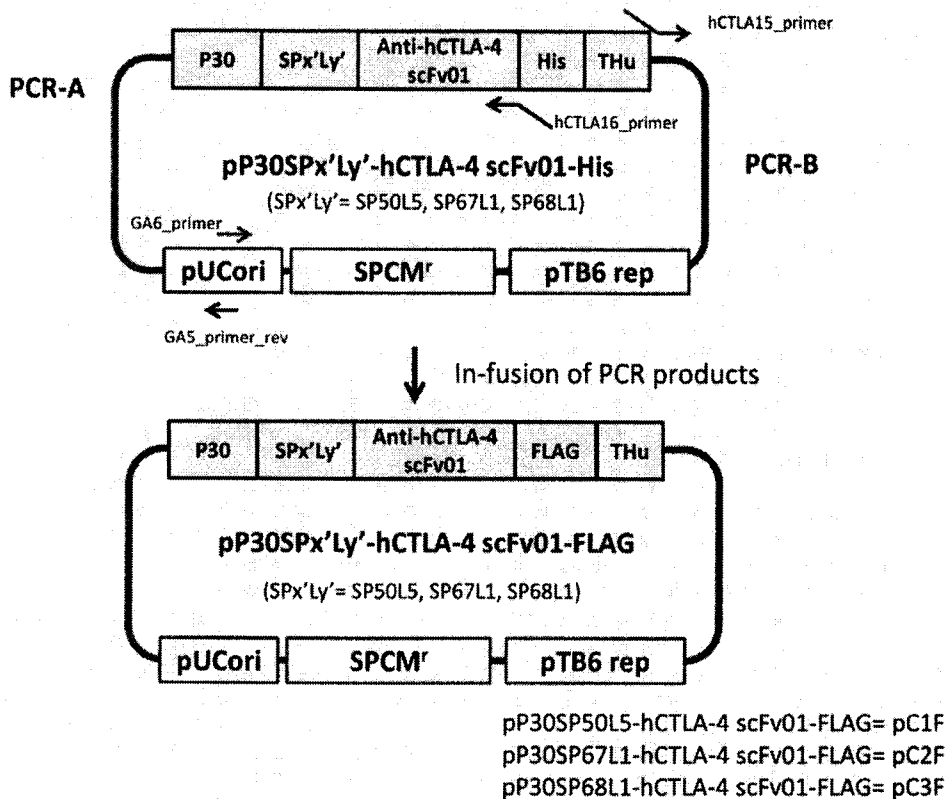 hCTLA15_primer
P30
SPx'Ly'
Anti-hCTLA-4
scFv01
His
THu
PCR-A
hCTLA16_primer
pP30SPx'Ly'-hCTLA-4 scFv01-His
PCR-B
(SPx'Ly'= SP50L5, SP67L1, SP68L1)
GA6_primer
pUCori
SPCMʳ
pTB6 rep
GA5_primer_rev
In-fusion of PCR products
P30
SPx'Ly'
Anti-hCTLA-4
scFv01
FLAG
THu
pP30SPx'Ly'-hCTLA-4 scFv01-FLAG
(SPx'Ly'= SP50L5, SP67L1, SP68L1)
pUCori
SPCMʳ
pTB6 rep
pP30SP50L5-hCTLA-4 scFv01-FLAG= pC1F
pP30SP67L1-hCTLA-4 scFv01-FLAG= pC2F
pP30SP68L1-hCTLA-4 scFv01-FLAG= pC3F